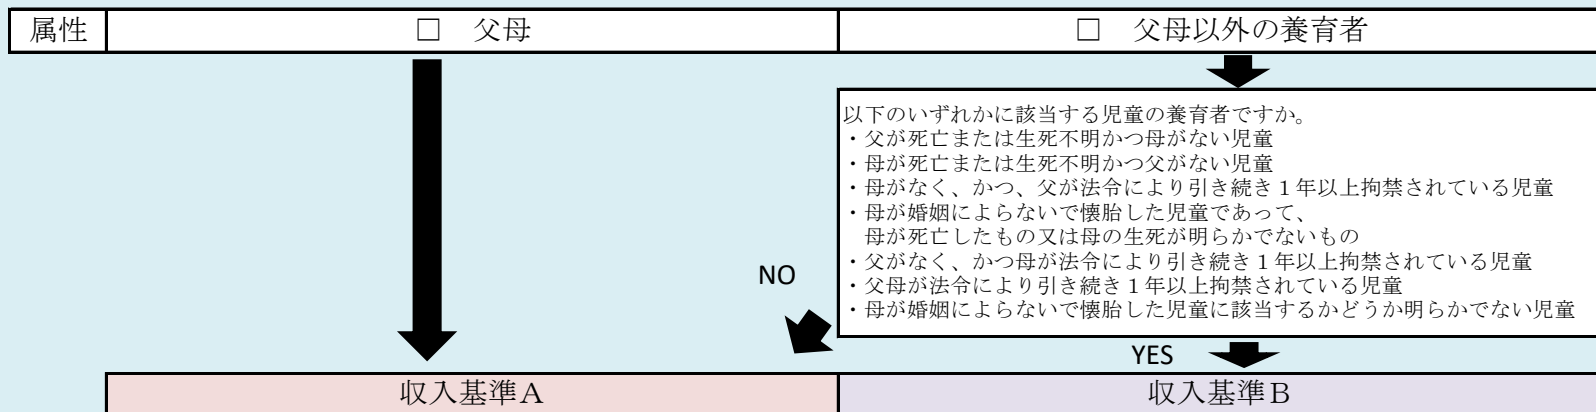 属性 □ 父母 □ 父母以外の養育者
以下のいずれかに該当する児童の養育者ですか。
・父が死亡または生死不明かつ母がない児童
・母が死亡または生死不明かつ父がない児童
・母がなく、かつ、父が法令により引き続き１年以上拘禁されている児童
・母が婚姻によらないで懐胎した児童であって、
母が死亡したもの又は母の生死が明らかでないもの
・父がなく、かつ母が法令により引き続き１年以上拘禁されている児童
・父母が法令により引き続き１年以上拘禁されている児童
・母が婚姻によらないで懐胎した児童に該当するかどうか明らかでない児童
NO
YES
収入基準Ａ 収入基準Ｂ